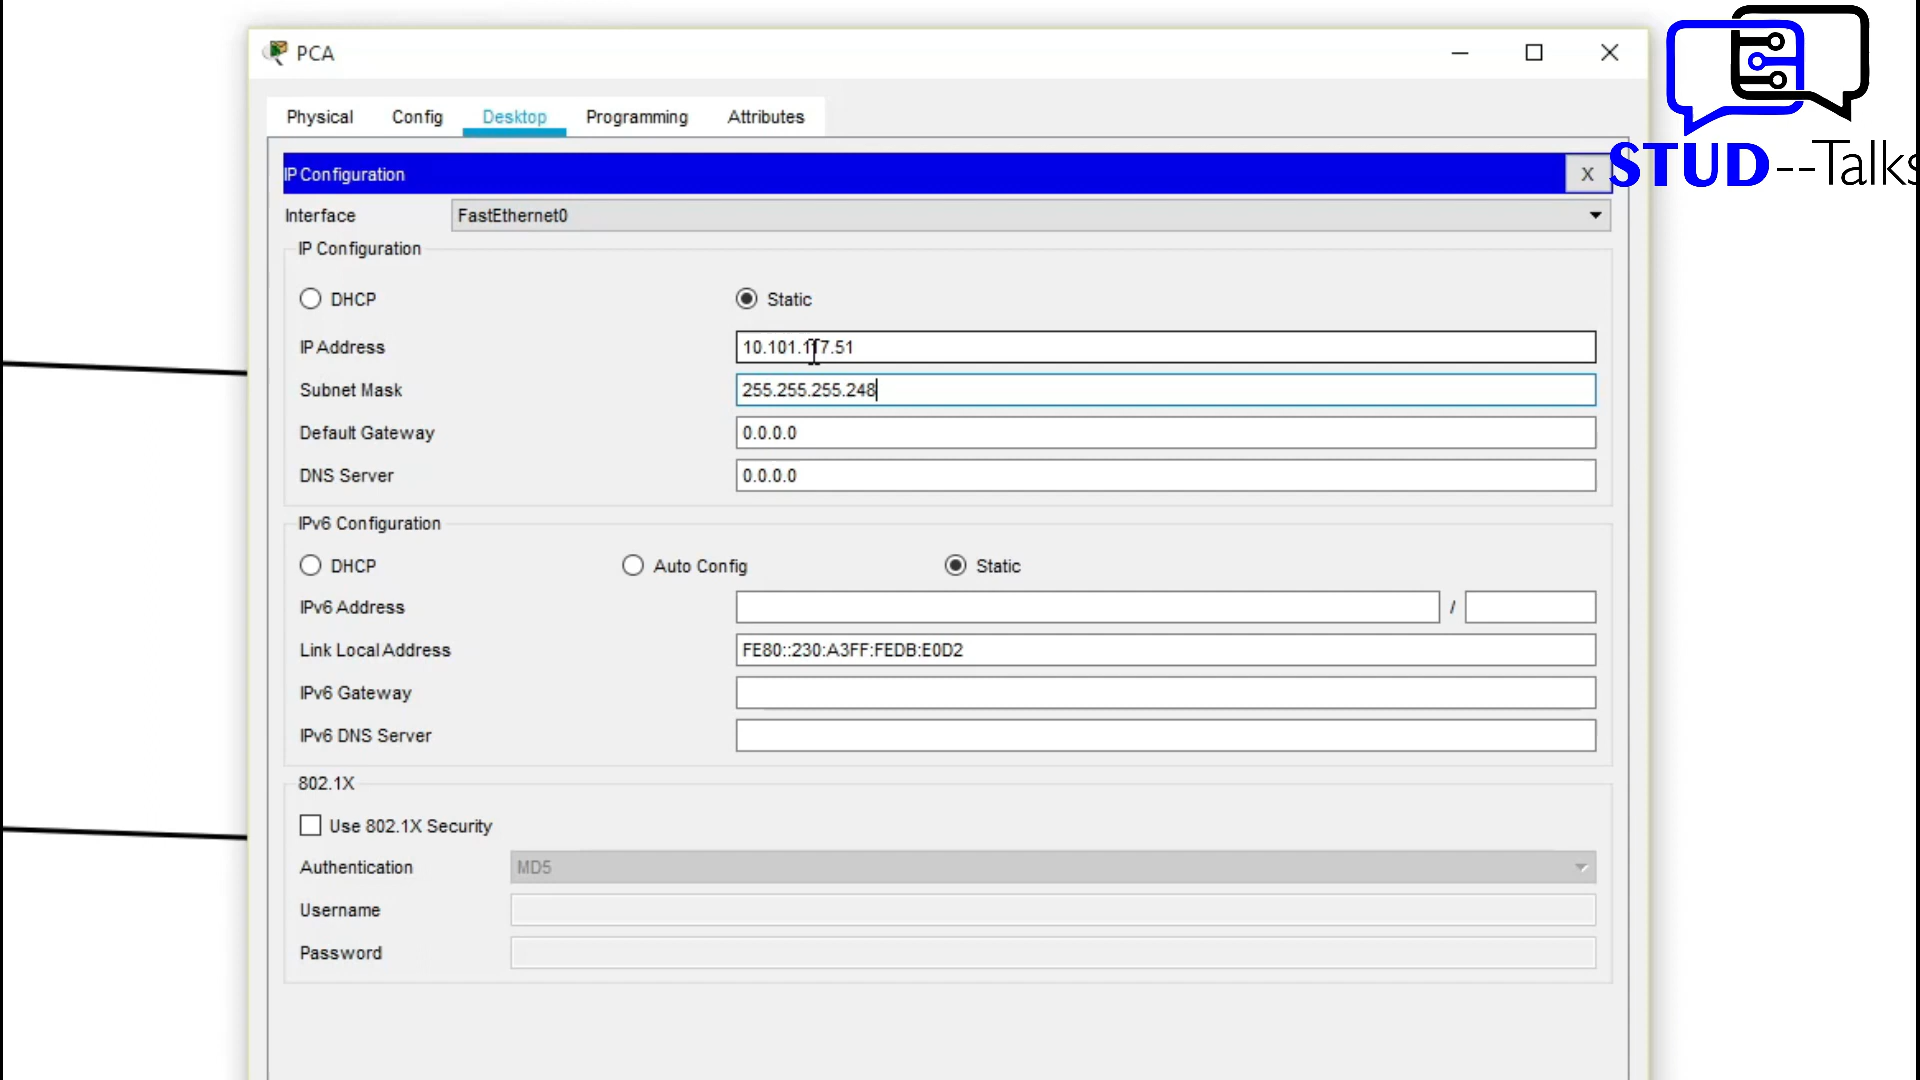 PCA
Physical Config Desktop Programming Attributes
STUD--Talks
IP Configuration X
Interface FastEthernet0
IP Configuration
DHCP Static
IP Address 10.101.117.51
Subnet Mask 255.255.255.248
Default Gateway 0.0.0.0
DNS Server 0.0.0.0
IPv6 Configuration
DHCP Auto Config Static
IPv6 Address /
Link Local Address FE80::230:A3FF:FEDB:E0D2
IPv6 Gateway
IPv6 DNS Server
802.1X
Use 802.1X Security
Authentication MD5
Username
Password